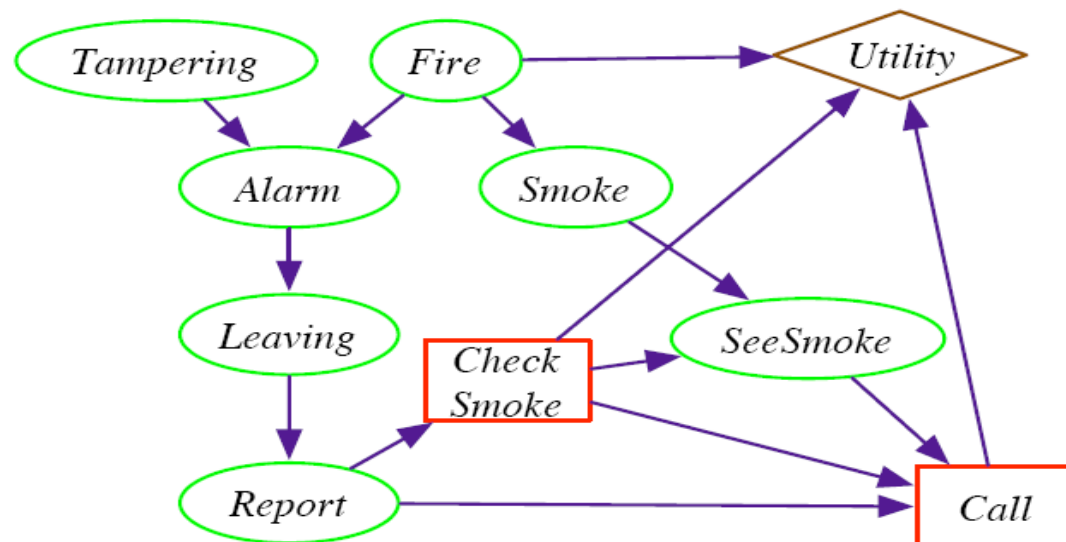 Tampering
Fire
Utility
Alarm
Smoke
Leaving
Check
Smoke
SeeSmoke
Report
Call